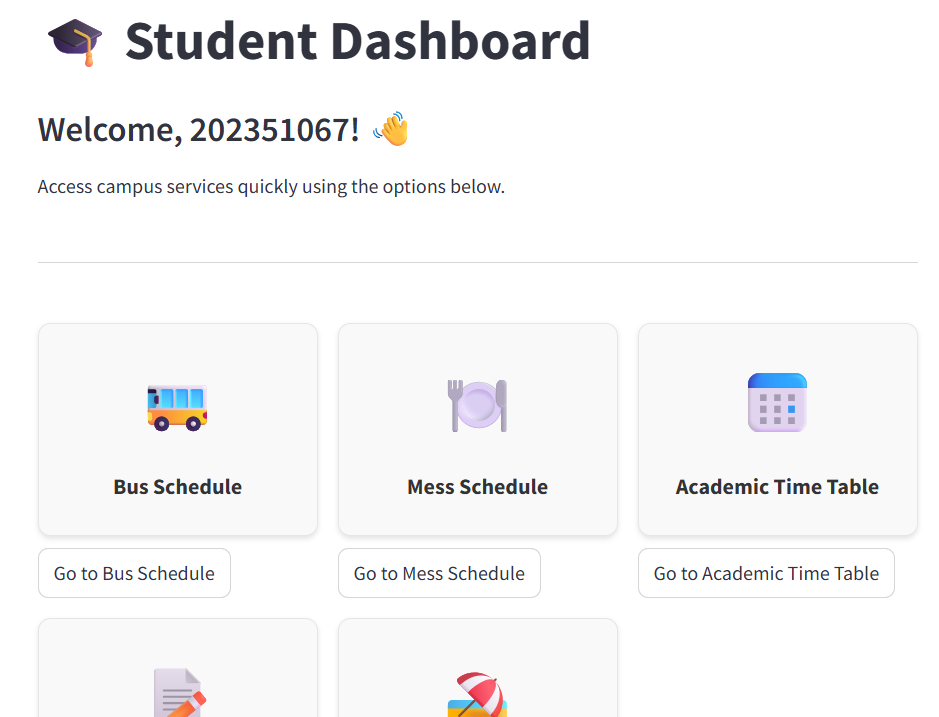 Student Dashboard
Welcome, 202351067!
Access campus services quickly using the options below.
Bus Schedule
Mess Schedule
Academic Time Table
Go to Bus Schedule
Go to Mess Schedule
Go to Academic Time Table